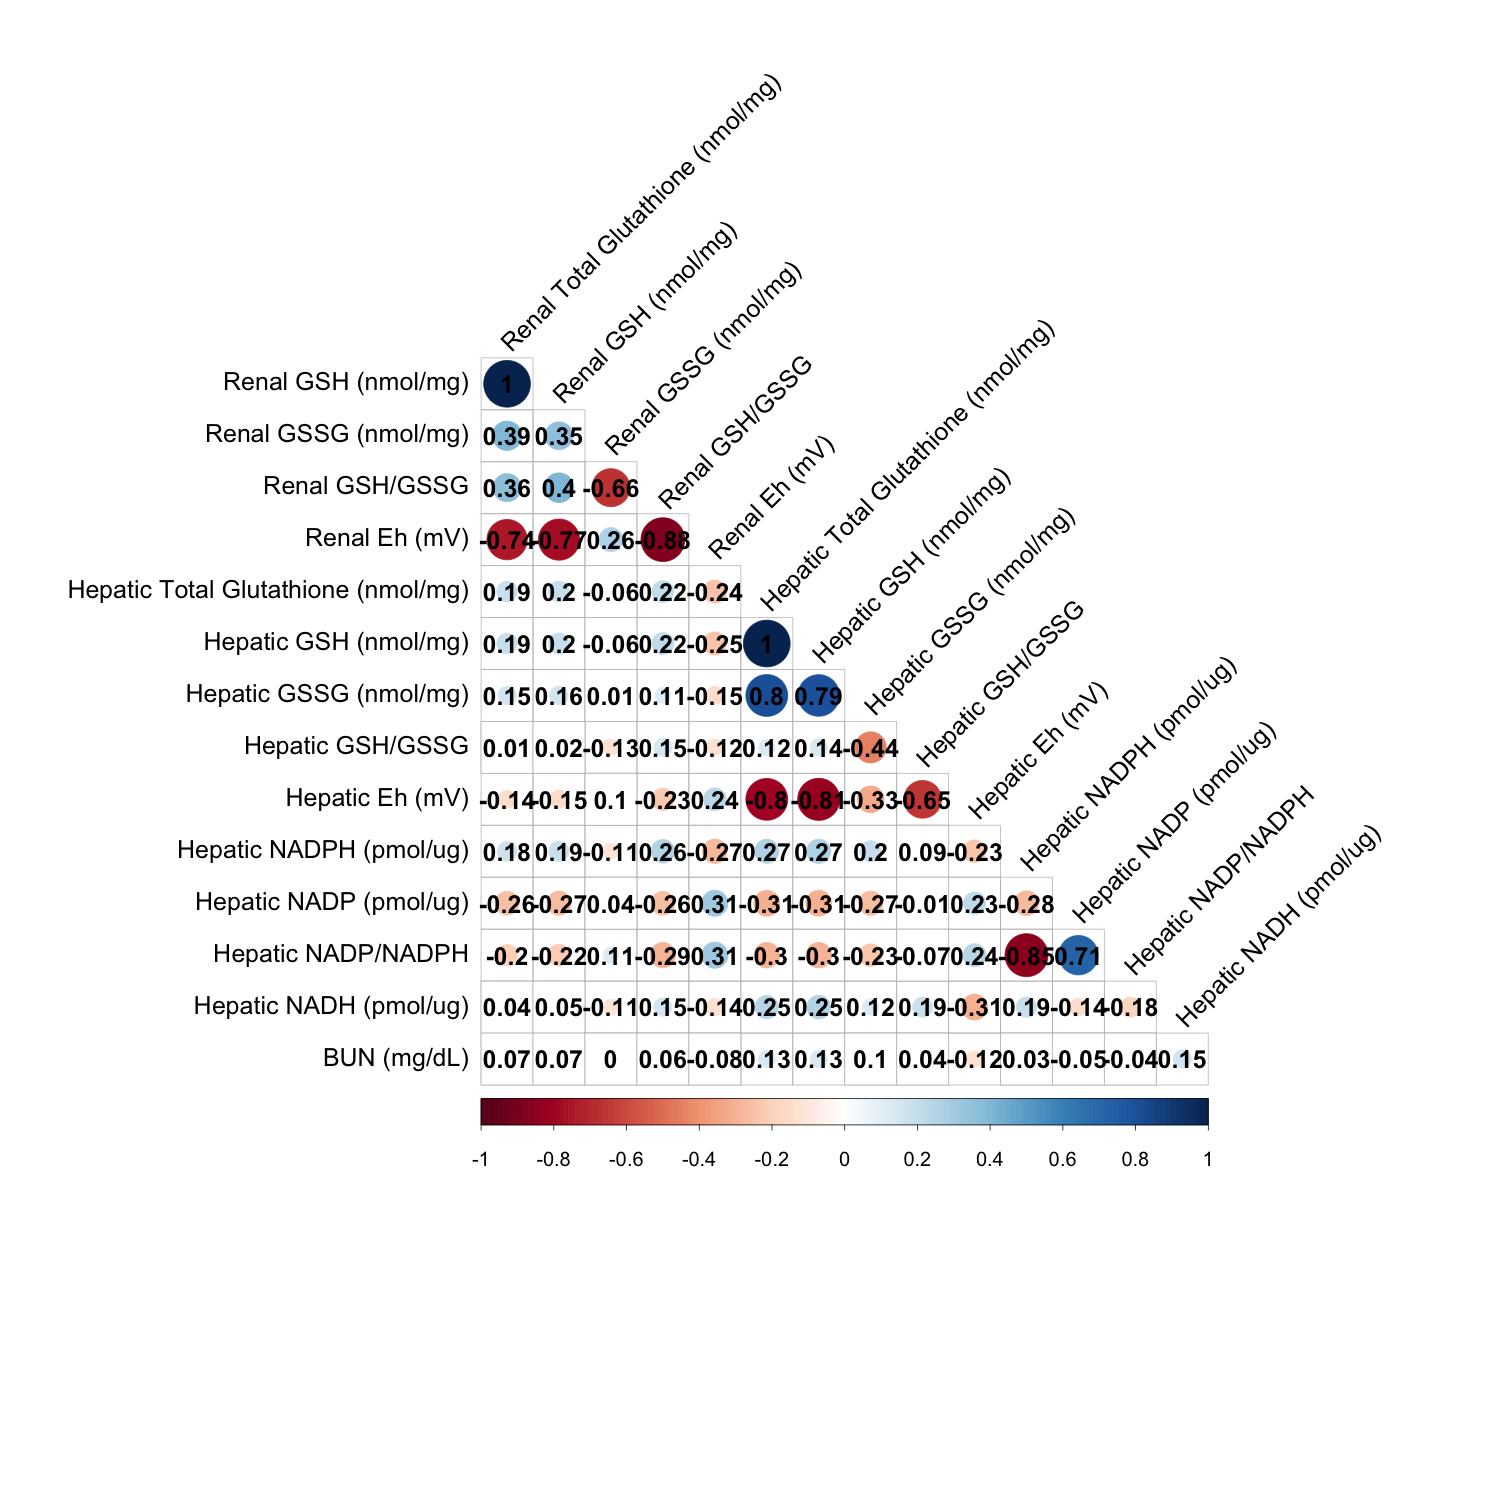 Renal Total Glutathione (nmol/mg)
Renal GSH (nmol/mg)
Renal GSSG (nmol/mg)
Renal GSH/GSSG
Renal Eh (mV)
Hepatic Total Glutathione (nmol/mg)
Hepatic GSH (nmol/mg)
Hepatic GSSG (nmol/mg)
Hepatic GSH/GSSG
Hepatic Eh (mV)
Hepatic NADPH (pmol/ug)
Hepatic NADP (pmol/ug)
Hepatic NADP/NADPH
Hepatic NADH (pmol/ug)
Renal GSH (nmol/mg) 1
Renal GSSG (nmol/mg) 0.39 0.35
Renal GSH/GSSG 0.36 0.4 -0.66
Renal Eh (mV) -0.74 -0.77 0.26 -0.88
Hepatic Total Glutathione (nmol/mg) 0.19 0.2 -0.06 0.22 -0.24
Hepatic GSH (nmol/mg) 0.19 0.2 -0.06 0.22 -0.25 1
Hepatic GSSG (nmol/mg) 0.15 0.16 0.01 0.11 -0.15 0.8 0.79
Hepatic GSH/GSSG 0.01 0.02 -0.13 0.15 -0.12 0.12 0.14 -0.44
Hepatic Eh (mV) -0.14 -0.15 0.1 -0.23 0.24 -0.8 -0.81 -0.33 -0.65
Hepatic NADPH (pmol/ug) 0.18 0.19 -0.11 0.26 -0.27 0.27 0.27 0.2 0.09 -0.23
Hepatic NADP (pmol/ug) -0.26 -0.27 0.04 -0.26 0.31 -0.31 -0.31 -0.27 -0.01 0.23 -0.28
Hepatic NADP/NADPH -0.2 -0.22 0.11 -0.29 0.31 -0.3 -0.3 -0.23 -0.07 0.24 -0.85 0.71
Hepatic NADH (pmol/ug) 0.04 0.05 -0.11 0.15 -0.14 0.25 0.25 0.12 0.19 -0.31 0.19 -0.14 -0.18
BUN (mg/dL) 0.07 0.07 0 0.06 -0.08 0.13 0.13 0.1 0.04 -0.12 0.03 -0.05 -0.04 0.15
-1 -0.8 -0.6 -0.4 -0.2 0 0.2 0.4 0.6 0.8 1